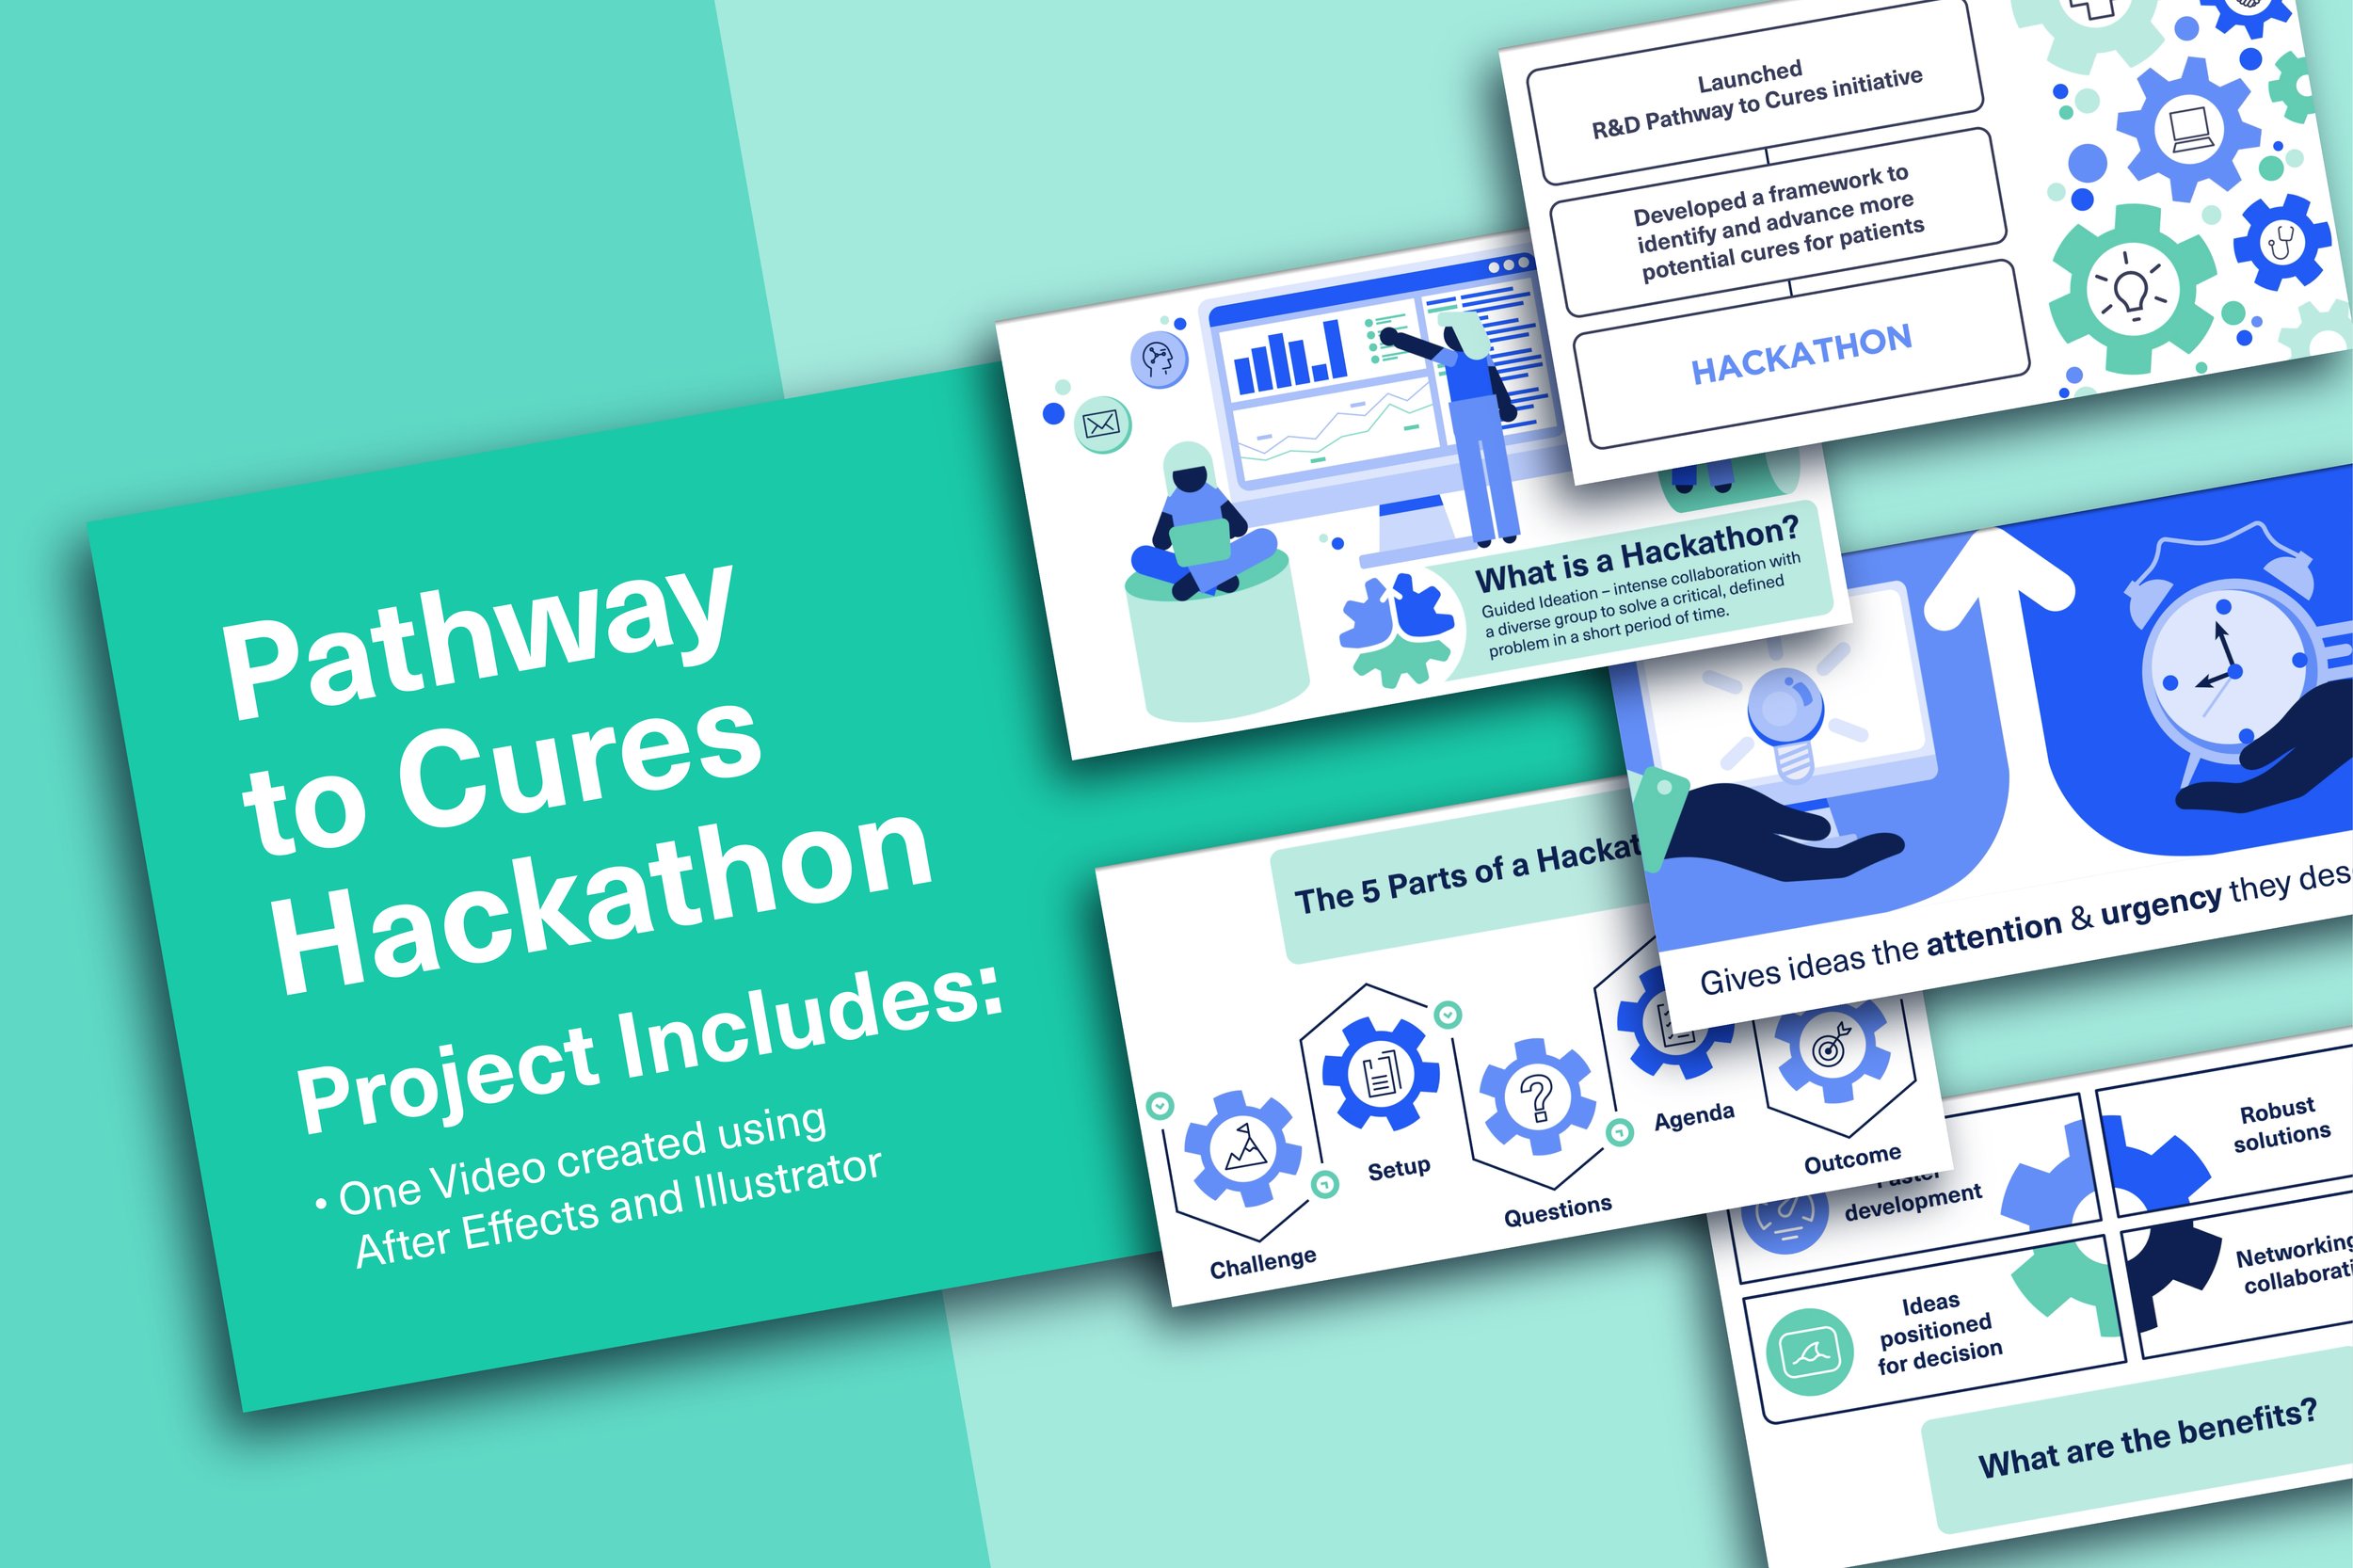 Pathway
to Cures
Hackathon
Project Includes:
• One Video created using
After Effects and Illustrator
Launched
R&D Pathway to Cures initiative
Developed a framework to
identify and advance more
potential cures for patients
HACKATHON
What is a Hackathon?
Guided Ideation – intense collaboration with
a diverse group to solve a critical, defined
problem in a short period of time.
Gives ideas the attention & urgency they
The 5 Parts of a
Challenge
Setup
Questions
Agenda
Outcome
development
Robust
solutions
Ideas
positioned
for decision
Networking
What are the benefits?